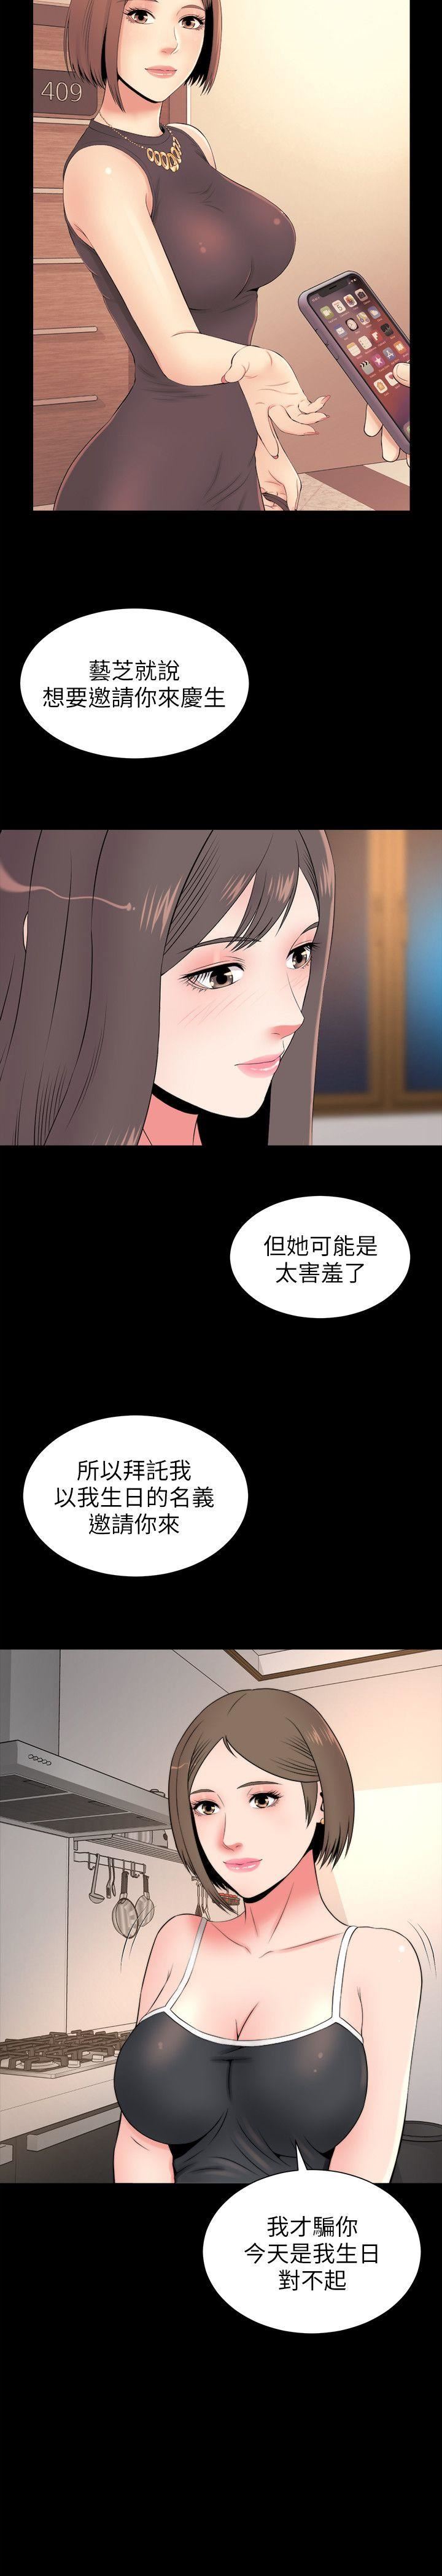 409
藝芝就說
想要邀請你來慶生
但她可能是
太害羞了
所以拜託我
以我生日的名義
邀請你來
我才騙你
今天是我生日
對不起